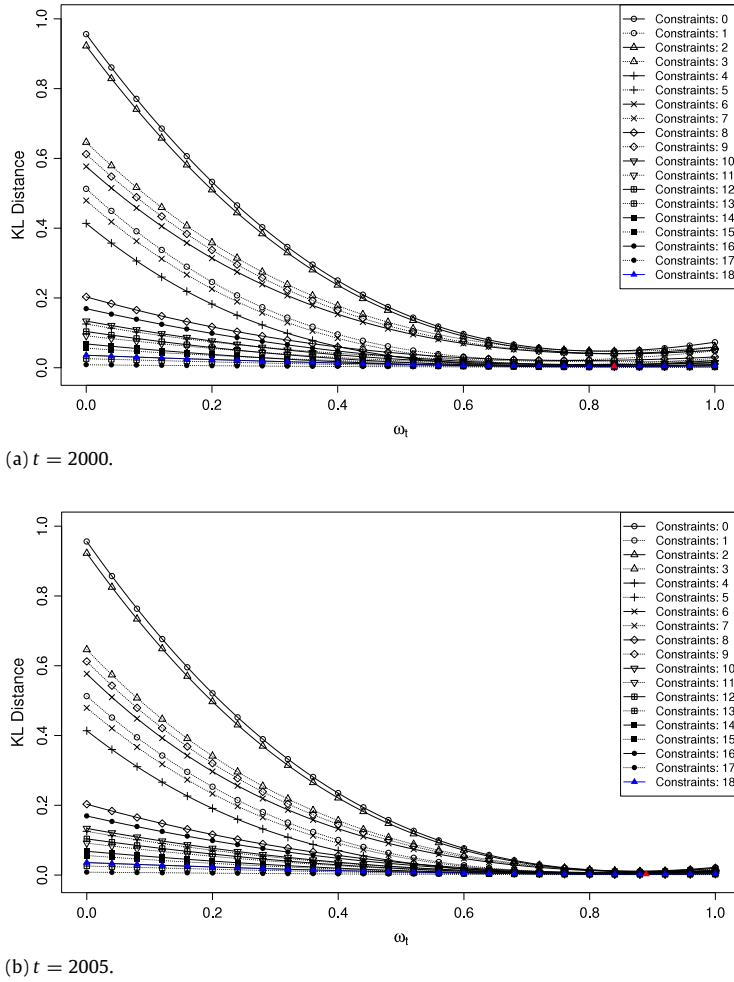 1.0
0.8
0.6
0.4
0.2
0.0
KL Distance
0.0 0.2 0.4 0.6 0.8 1.0
ωt
Constraints: 0
Constraints: 1
Constraints: 2
Constraints: 3
Constraints: 4
Constraints: 5
Constraints: 6
Constraints: 7
Constraints: 8
Constraints: 9
Constraints: 10
Constraints: 11
Constraints: 12
Constraints: 13
Constraints: 14
Constraints: 15
Constraints: 16
Constraints: 17
Constraints: 18
(a) t = 2000.
1.0
0.8
0.6
0.4
0.2
0.0
KL Distance
0.0 0.2 0.4 0.6 0.8 1.0
ωt
Constraints: 0
Constraints: 1
Constraints: 2
Constraints: 3
Constraints: 4
Constraints: 5
Constraints: 6
Constraints: 7
Constraints: 8
Constraints: 9
Constraints: 10
Constraints: 11
Constraints: 12
Constraints: 13
Constraints: 14
Constraints: 15
Constraints: 16
Constraints: 17
Constraints: 18
(b) t = 2005.